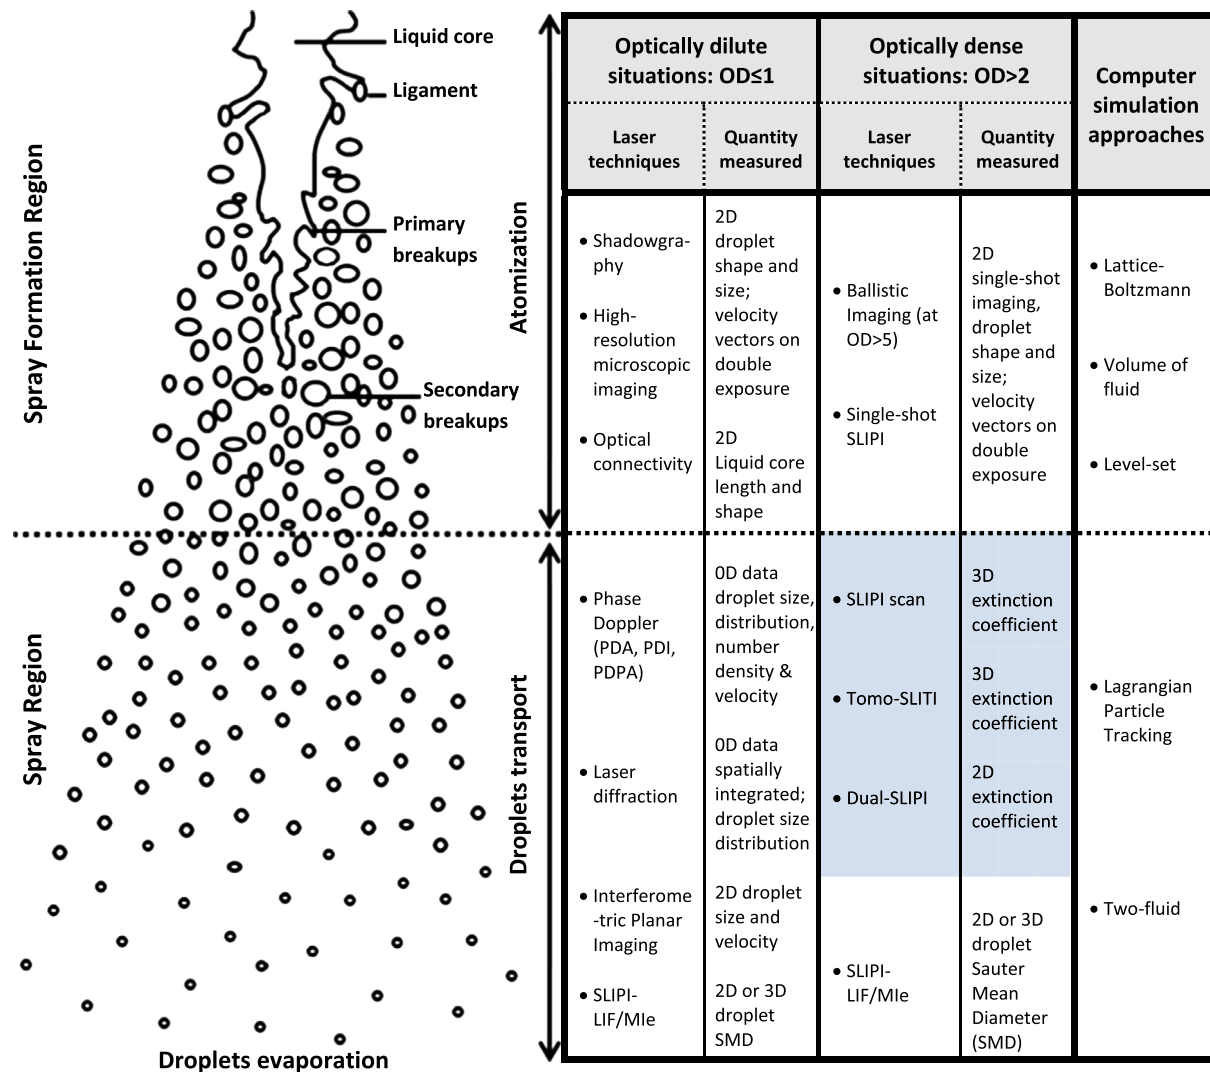 Liquid core
Ligament
Primary
breakups
Secondary
breakups
Spray Formation Region
Atomization
Spray Region
Droplets transport
Droplets evaporation
Optically dilute
situations: OD≤1
Optically dense
situations: OD>2
Computer
simulation
approaches
Laser
techniques
Quantity
measured
Laser
techniques
Quantity
measured
• Shadowgra-
phy
• High-
resolution
microscopic
imaging
• Optical
connectivity
2D
droplet
shape and
size;
velocity
vectors on
double
exposure
2D
Liquid core
length and
shape
• Ballistic
Imaging (at
OD>5)
• Single-shot
SLIPI
2D
single-shot
imaging,
droplet
shape and
size;
velocity
vectors on
double
exposure
• Lattice-
Boltzmann
• Volume of
fluid
• Level-set
• Phase
Doppler
(PDA, PDI,
PDPA)
• Laser
diffraction
• Interferome
-tric Planar
Imaging
• SLIPI-
LIF/MIe
0D data
droplet size,
distribution,
number
density &
velocity
0D data
spatially
integrated;
droplet size
distribution
2D droplet
size and
velocity
2D or 3D
droplet
SMD
• SLIPI scan
• Tomo-SLITI
• Dual-SLIPI
• SLIPI-
LIF/MIe
3D
extinction
coefficient
3D
extinction
coefficient
2D
extinction
coefficient
2D or 3D
droplet
Sauter
Mean
Diameter
(SMD)
• Lagrangian
Particle
Tracking
• Two-fluid